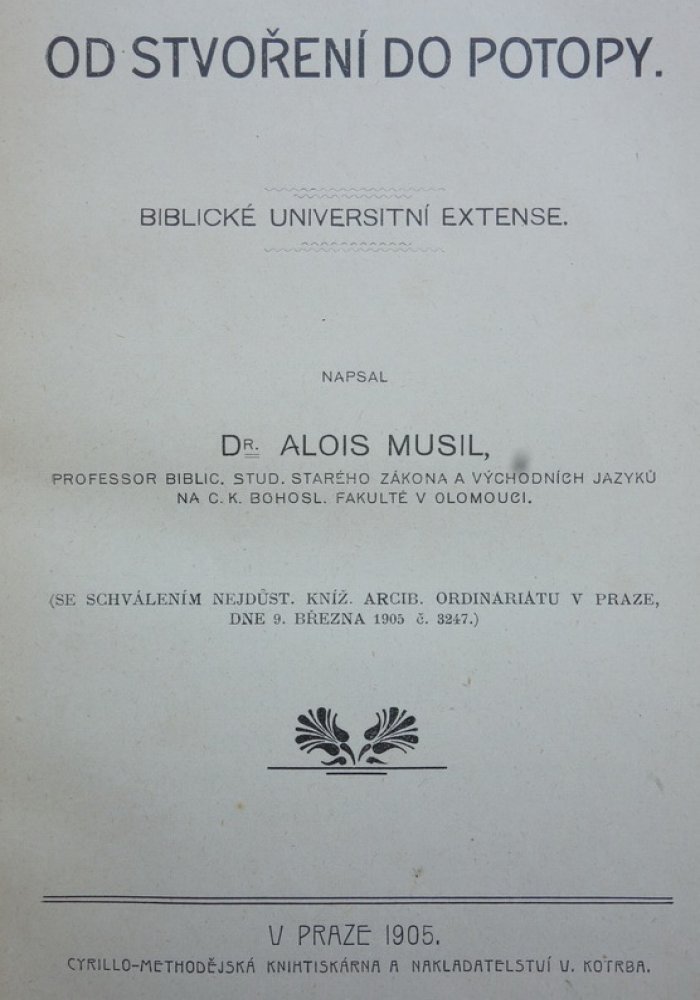 OD STVOŘENÍ DO POTOPY.
BIBLICKÉ UNIVERSITNÍ EXTENSE.
NAPSAL
DR. ALOIS MUSIL,
PROFESSOR BIBLIC. STUD. STARÉHO ZÁKONA A VÝCHODNÍCH JAZYKŮ
NA C. K. BOHOSL. FAKULTĚ V OLOMOUCI.
(SE SCHVÁLENÍM NEJDŮST. KNÍŽ. ARCIB. ORDINARIÁTU V PRAZE,
DNE 9. BŘEZNA 1905 č. 3247.)
V PRAZE 1905.
CYRILLO-METHODĚJSKÁ KNIHTISKÁRNA A NAKLADATELSTVÍ V. KOTRBA.